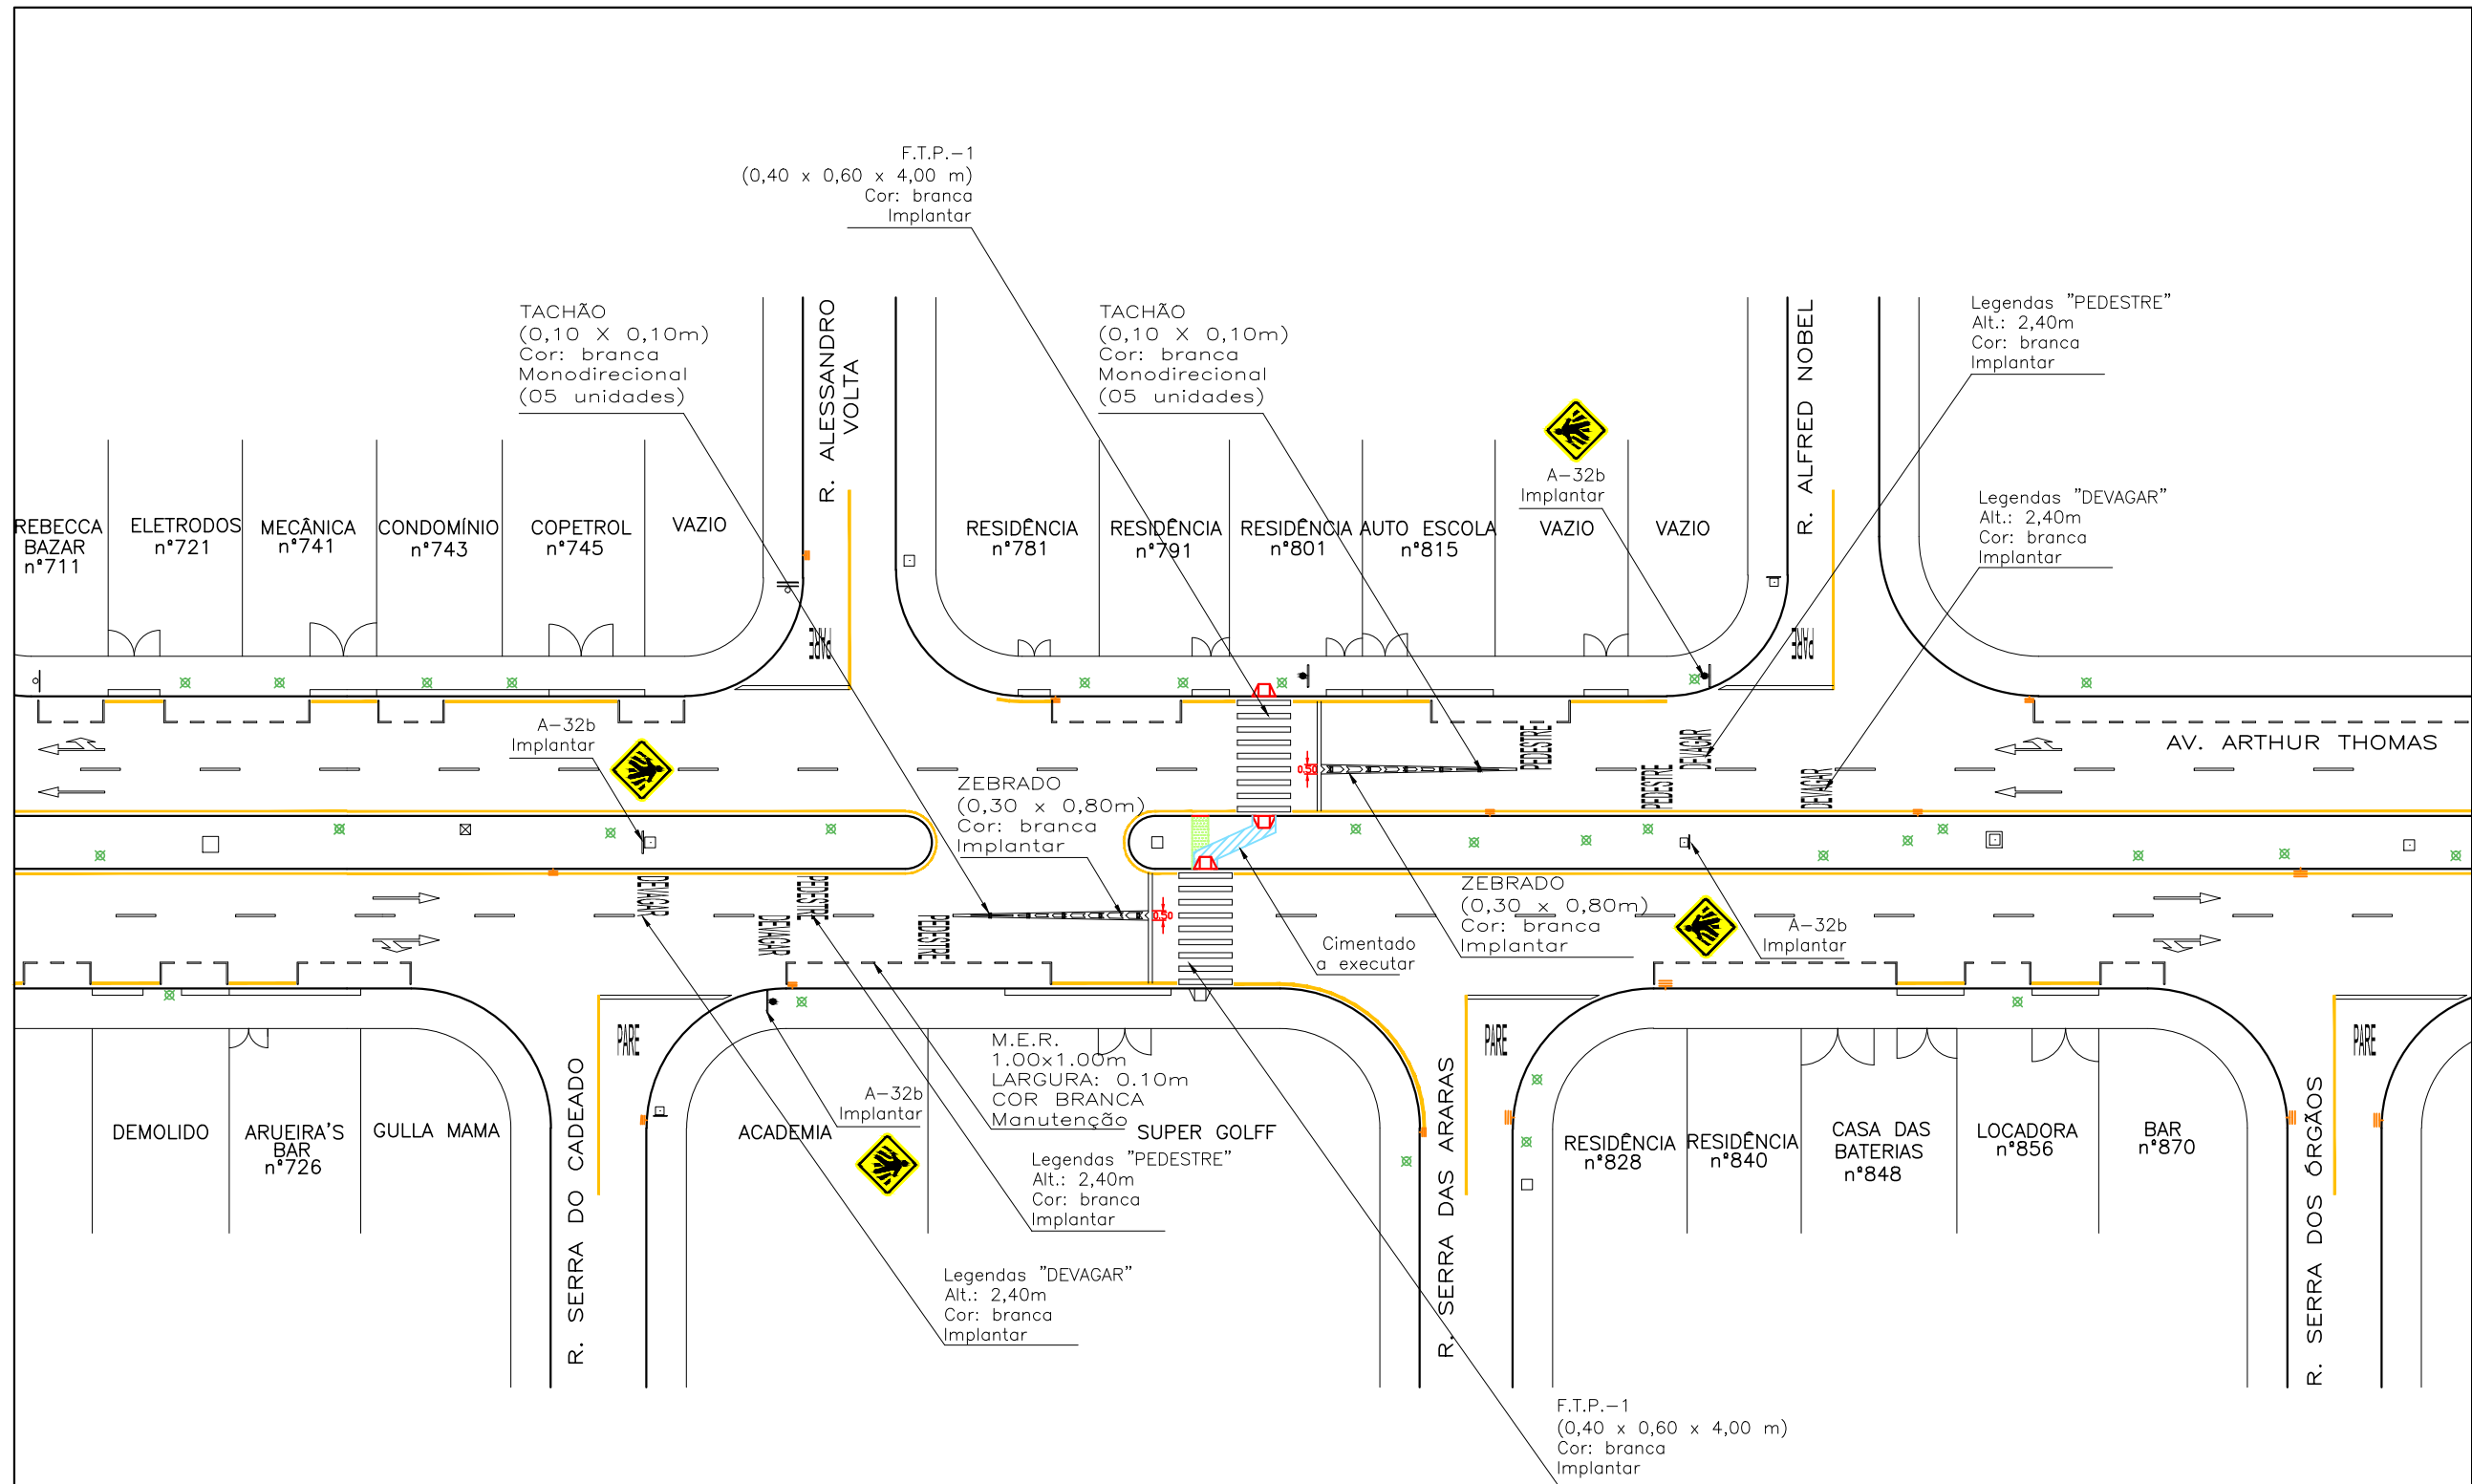 F.T.P.-1
(0,40 x 0,60 x 4,00 m)
Cor: branca
Implantar
TACHÃO
(0,10 X 0,10m)
Cor: branca
Monodirecional
(05 unidades)
R. ALESSANDRO
VOLTA
TACHÃO
(0,10 X 0,10m)
Cor: branca
Monodirecional
(05 unidades)
A-32b
Implantar
R. ALFRED NOBEL
Legendas "PEDESTRE"
Alt.: 2,40m
Cor: branca
Implantar
Legendas "DEVAGAR"
Alt.: 2,40m
Cor: branca
Implantar
REBECCA
BAZAR
n°711
ELETRODOS
n°721
MECÂNICA
n°741
CONDOMÍNIO
n°743
COPETROL
n°745
VAZIO
RESIDÊNCIA
n°781
RESIDÊNCIA
n°791
RESIDÊNCIA
n°801
AUTO ESCOLA
n°815
VAZIO
VAZIO
PARE
PARE
A-32b
Implantar
PEDESTRE
DEVAGAR
PEDESTRE
DEVAGAR
0.50
AV. ARTHUR THOMAS
ZEBRADO
(0,30 x 0,80m)
Cor: branca
Implantar
DEVAGAR
PEDESTRE
DEVAGAR
PEDESTRE
0.50
Cimentado
a executar
ZEBRADO
(0,30 x 0,80m)
Cor: branca
Implantar
A-32b
Implantar
PARE
PARE
PARE
DEMOLIDO
ARUEIRA'S
BAR
n°726
GULLA MAMA
R. SERRA DO CADEADO
ACADEMIA
A-32b
Implantar
M.E.R.
1.00x1.00m
LARGURA: 0.10m
COR BRANCA
Manutenção
SUPER GOLFF
R. SERRA DAS ARARAS
RESIDÊNCIA
n°828
RESIDÊNCIA
n°840
CASA DAS
BATERIAS
n°848
LOCADORA
n°856
BAR
n°870
R. SERRA DOS ÓRGÃOS
Legendas "PEDESTRE"
Alt.: 2,40m
Cor: branca
Implantar
Legendas "DEVAGAR"
Alt.: 2,40m
Cor: branca
Implantar
F.T.P.-1
(0,40 x 0,60 x 4,00 m)
Cor: branca
Implantar